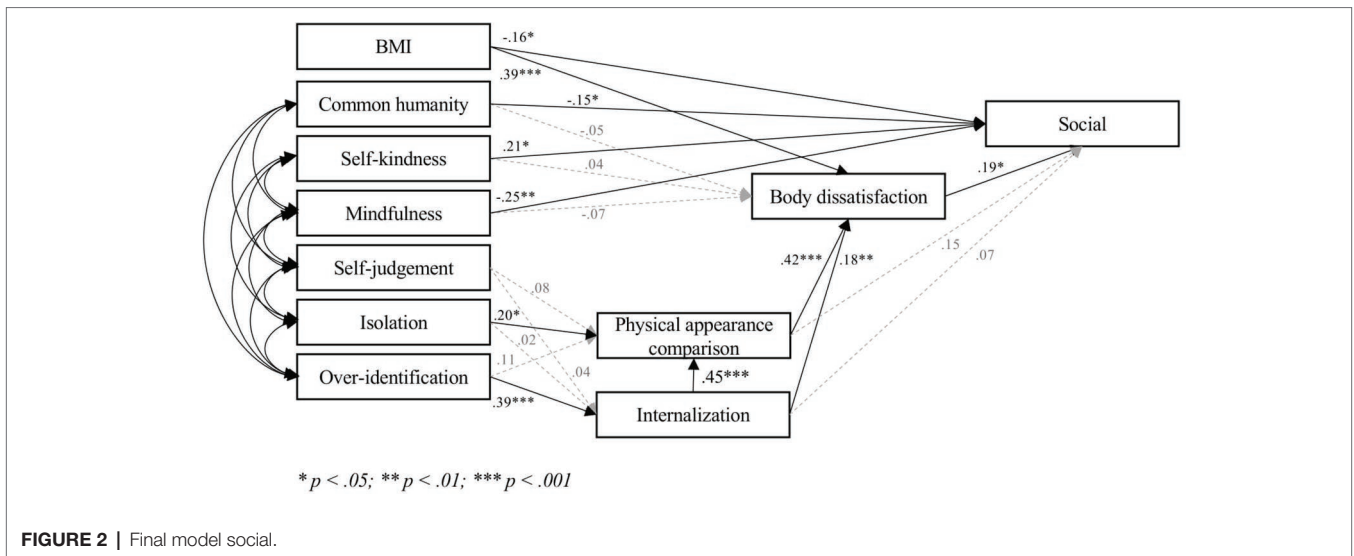 BMI
-.16*
.39***
Common humanity
-.15*
-.05
Social
Self-kindness
.21*
.04
.19*
Body dissatisfaction
Mindfulness
-.25**
-.07
Self-judgement
.15
.07
.42***
.18**
.08
Isolation
.20*
Physical appearance
comparison
.02
.11
.04
Over-identification
.45***
.39***
Internalization
* p < .05; ** p < .01; *** p < .001
FIGURE 2 | Final model social.